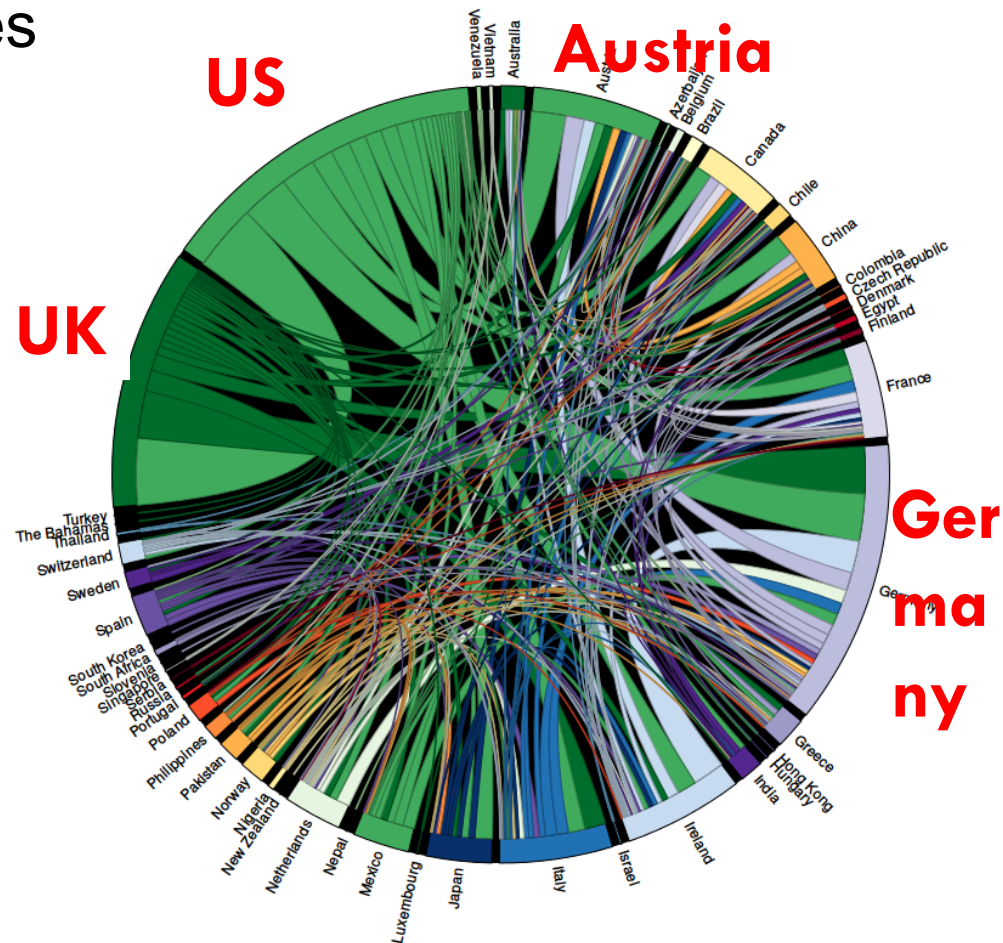 es
US
Austria
UK
Ger
ma
ny
Venezuela
Vietnam
Australia
Aust
Azerbaijan
Belgium
Brazil
Canada
Chile
China
Colombia
Czech Republic
Denmark
Egypt
Finland
France
Germany
Greece
Hong Kong
Hungary
India
Ireland
Israel
Italy
Japan
Luxembourg
Mexico
Nepal
Netherlands
New Zealand
Nigeria
Norway
Pakistan
Philippines
Poland
Portugal
Russia
Serbia
Singapore
Slovenia
South Africa
South Korea
Spain
Sweden
Switzerland
Thailand
The Bahamas
Turkey